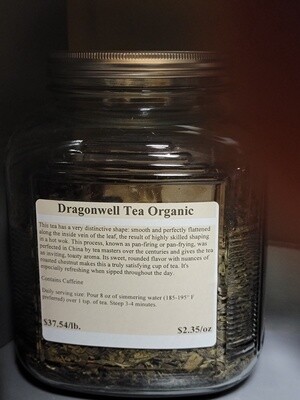 Dragonwell Tea Organic
This tea has a very distinctive shape: smooth and perfectly flattened
along the inside vein of the leaf, the result of highly skilled shaping
in a hot wok. This process, known as pan-firing or pan-frying, was
perfected in China by tea masters over the centuries and gives the tea
an inviting, toasty aroma. Its sweet, rounded flavor with nuances of
roasted chestnut makes this a truly satisfying cup of tea. It's
especially refreshing when sipped throughout the day.
Contains Caffeine
Daily serving size: Pour 8 oz of simmering water (185-195° F
preferred) over 1 tsp. of tea. Steep 3-4 minutes.
$37.54/lb.
$2.35/oz